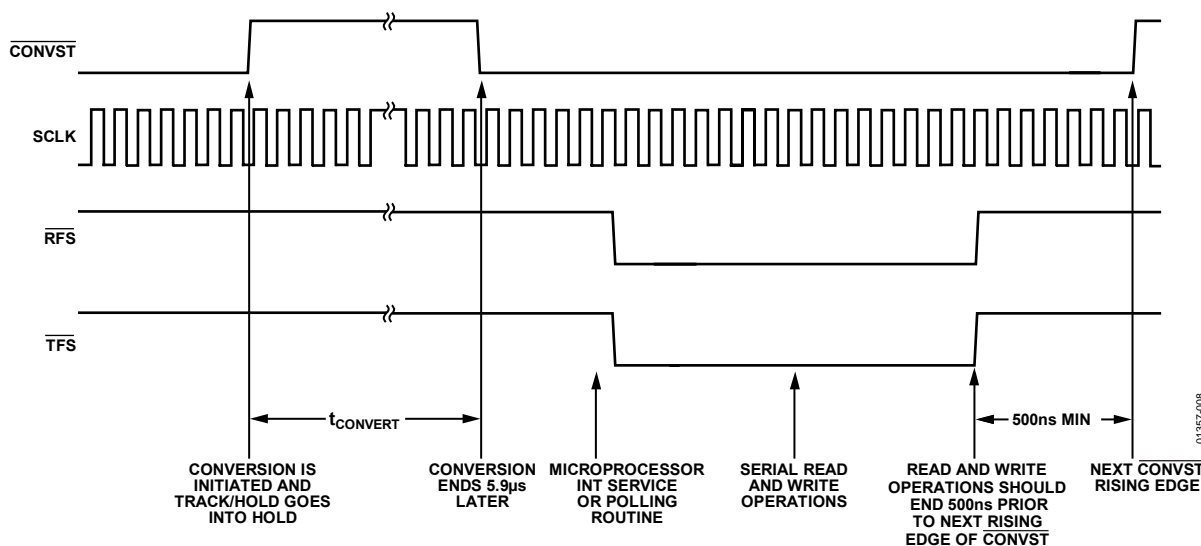 CONVST
SCLK
RFS
TFS
tCONVERT
500ns MIN
CONVERSION IS
INITIATED AND
TRACK/HOLD GOES
INTO HOLD
CONVERSION
ENDS 5.9µs
LATER
MICROPROCESSOR
INT SERVICE
OR POLLING
ROUTINE
SERIAL READ
AND WRITE
OPERATIONS
READ AND WRITE
OPERATIONS SHOULD
END 500ns PRIOR
TO NEXT RISING
EDGE OF CONVST
NEXT CONVST
RISING EDGE
01357-008